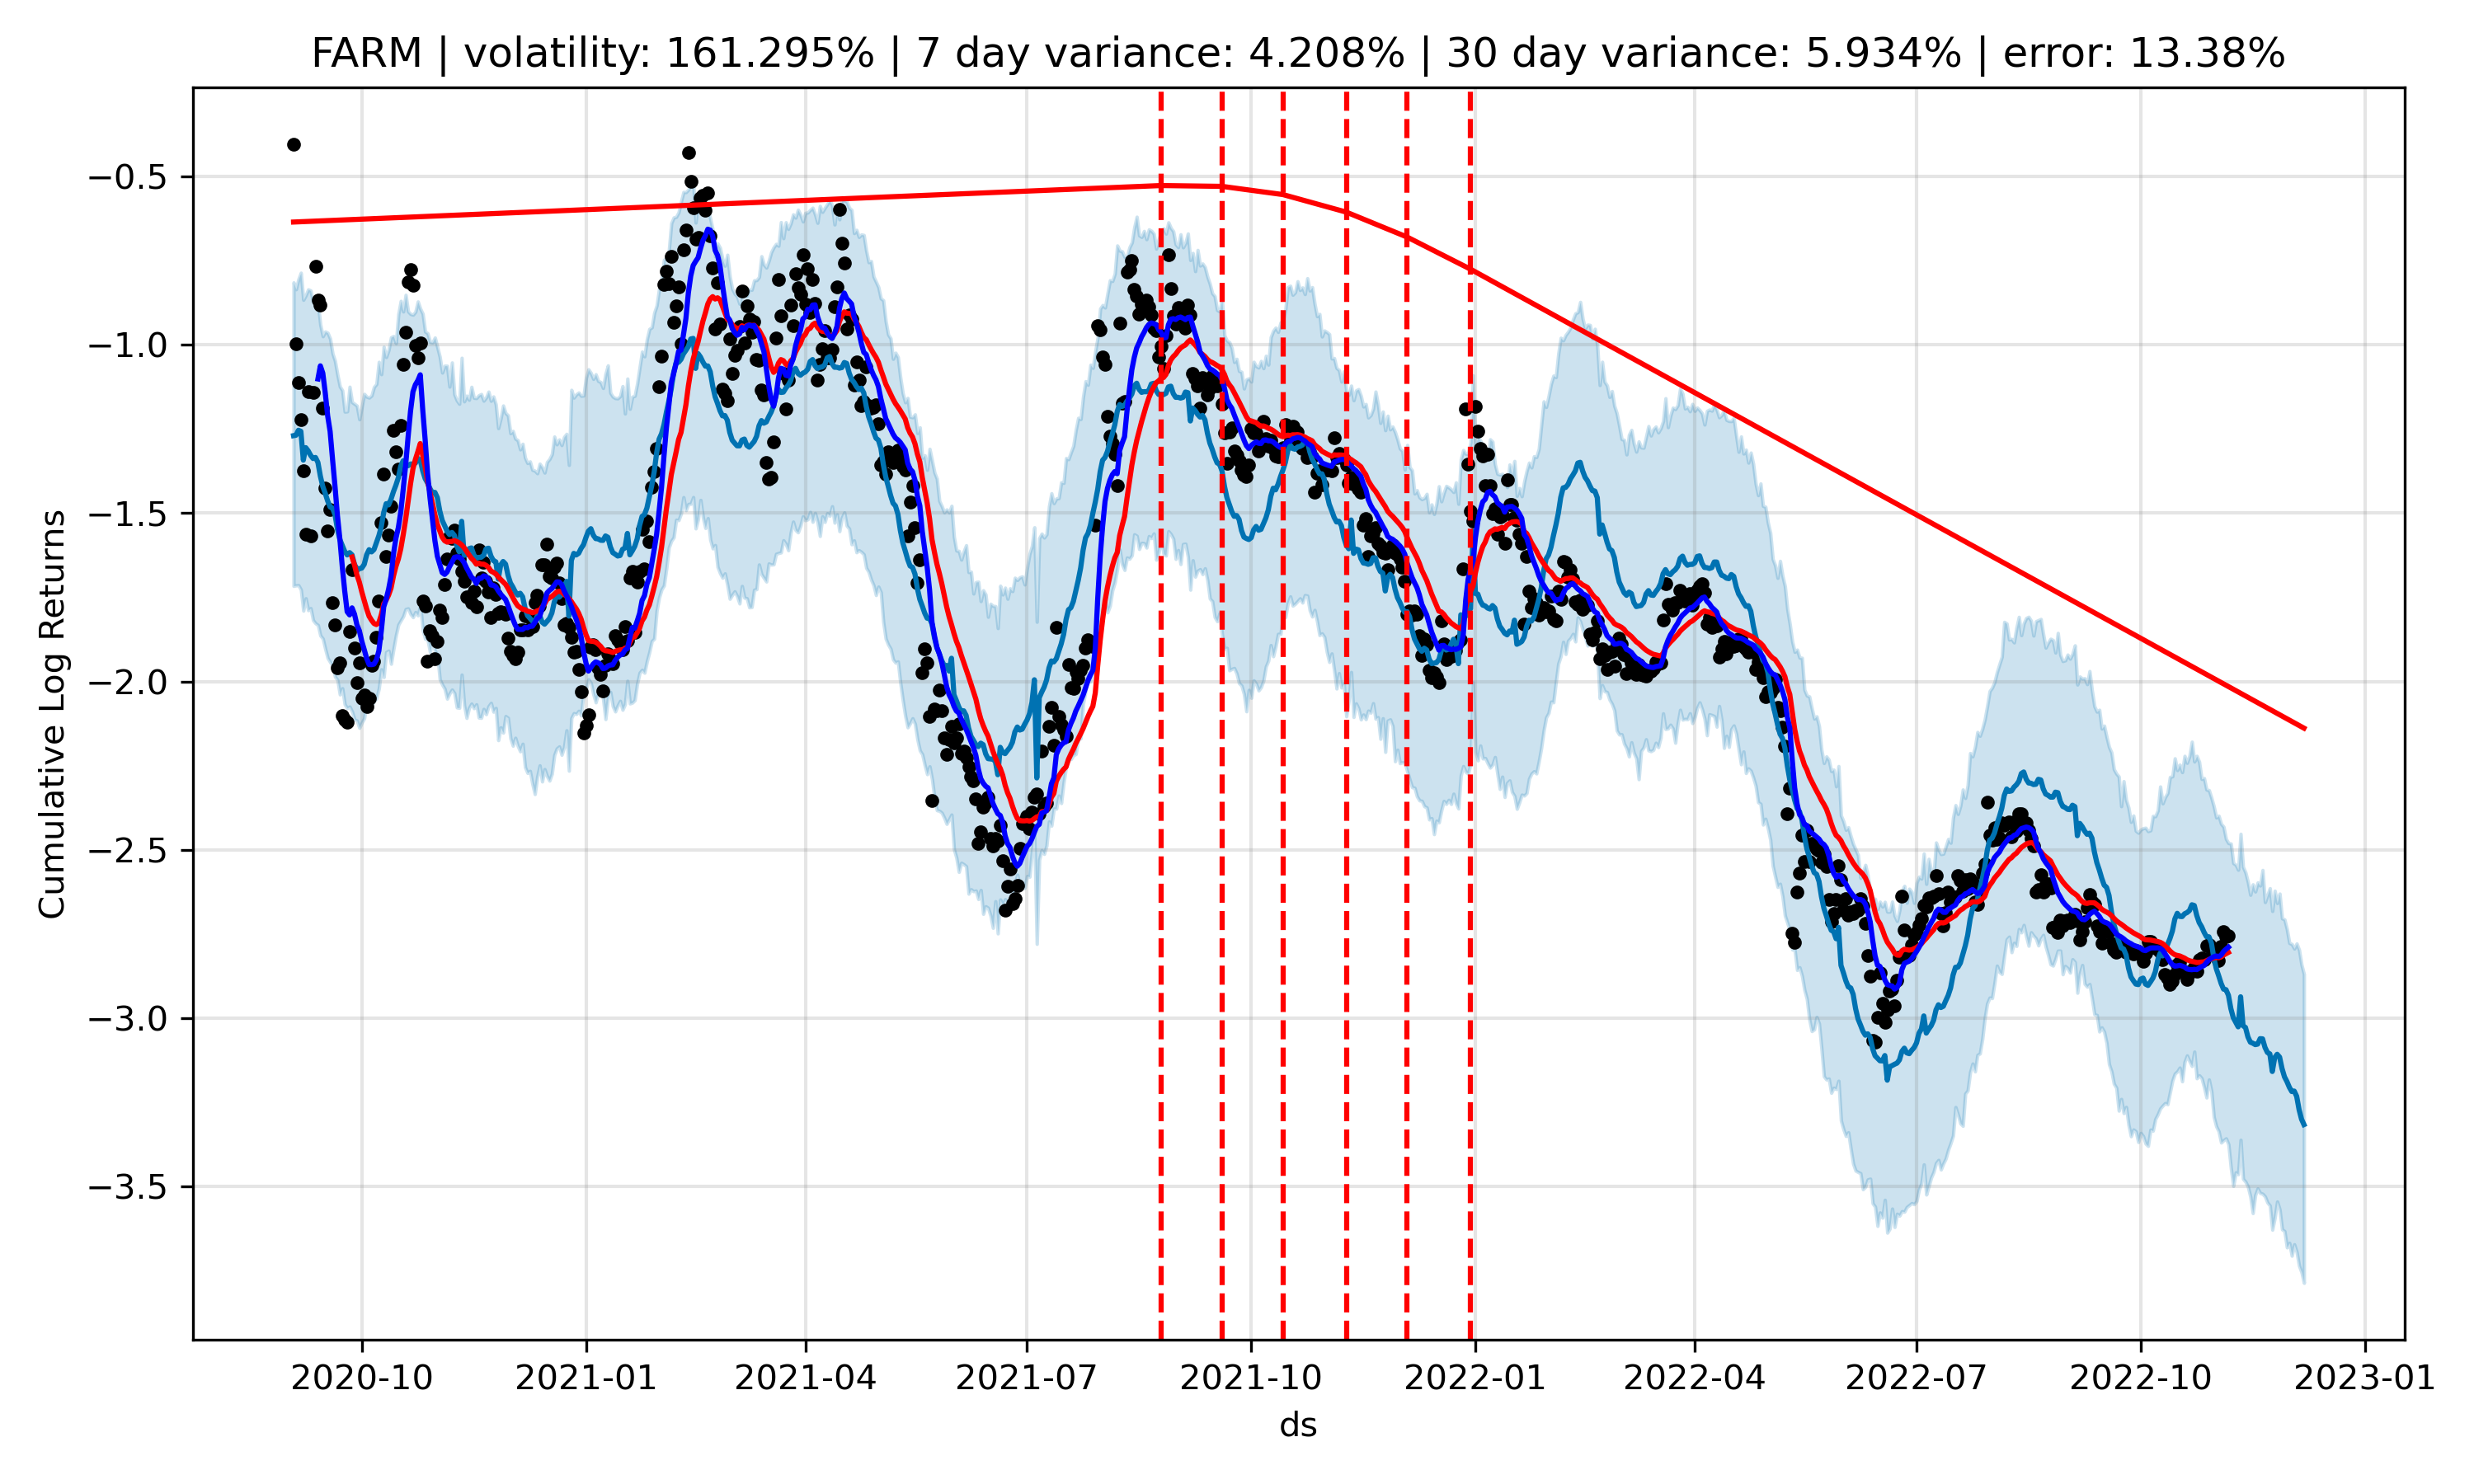 FARM | volatility: 161.295% | 7 day variance: 4.208% | 30 day variance: 5.934% | error: 13.38%
Cumulative Log Returns
−0.5
−1.0
−1.5
−2.0
−2.5
−3.0
−3.5
2020-10 2021-01 2021-04 2021-07 2021-10 2022-01 2022-04 2022-07 2022-10 2023-01
ds